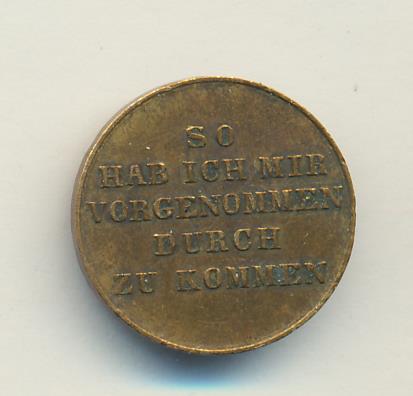 SO
HAB ICH MIR
VORGENOMMEN
DURCH
ZU KOMMEN